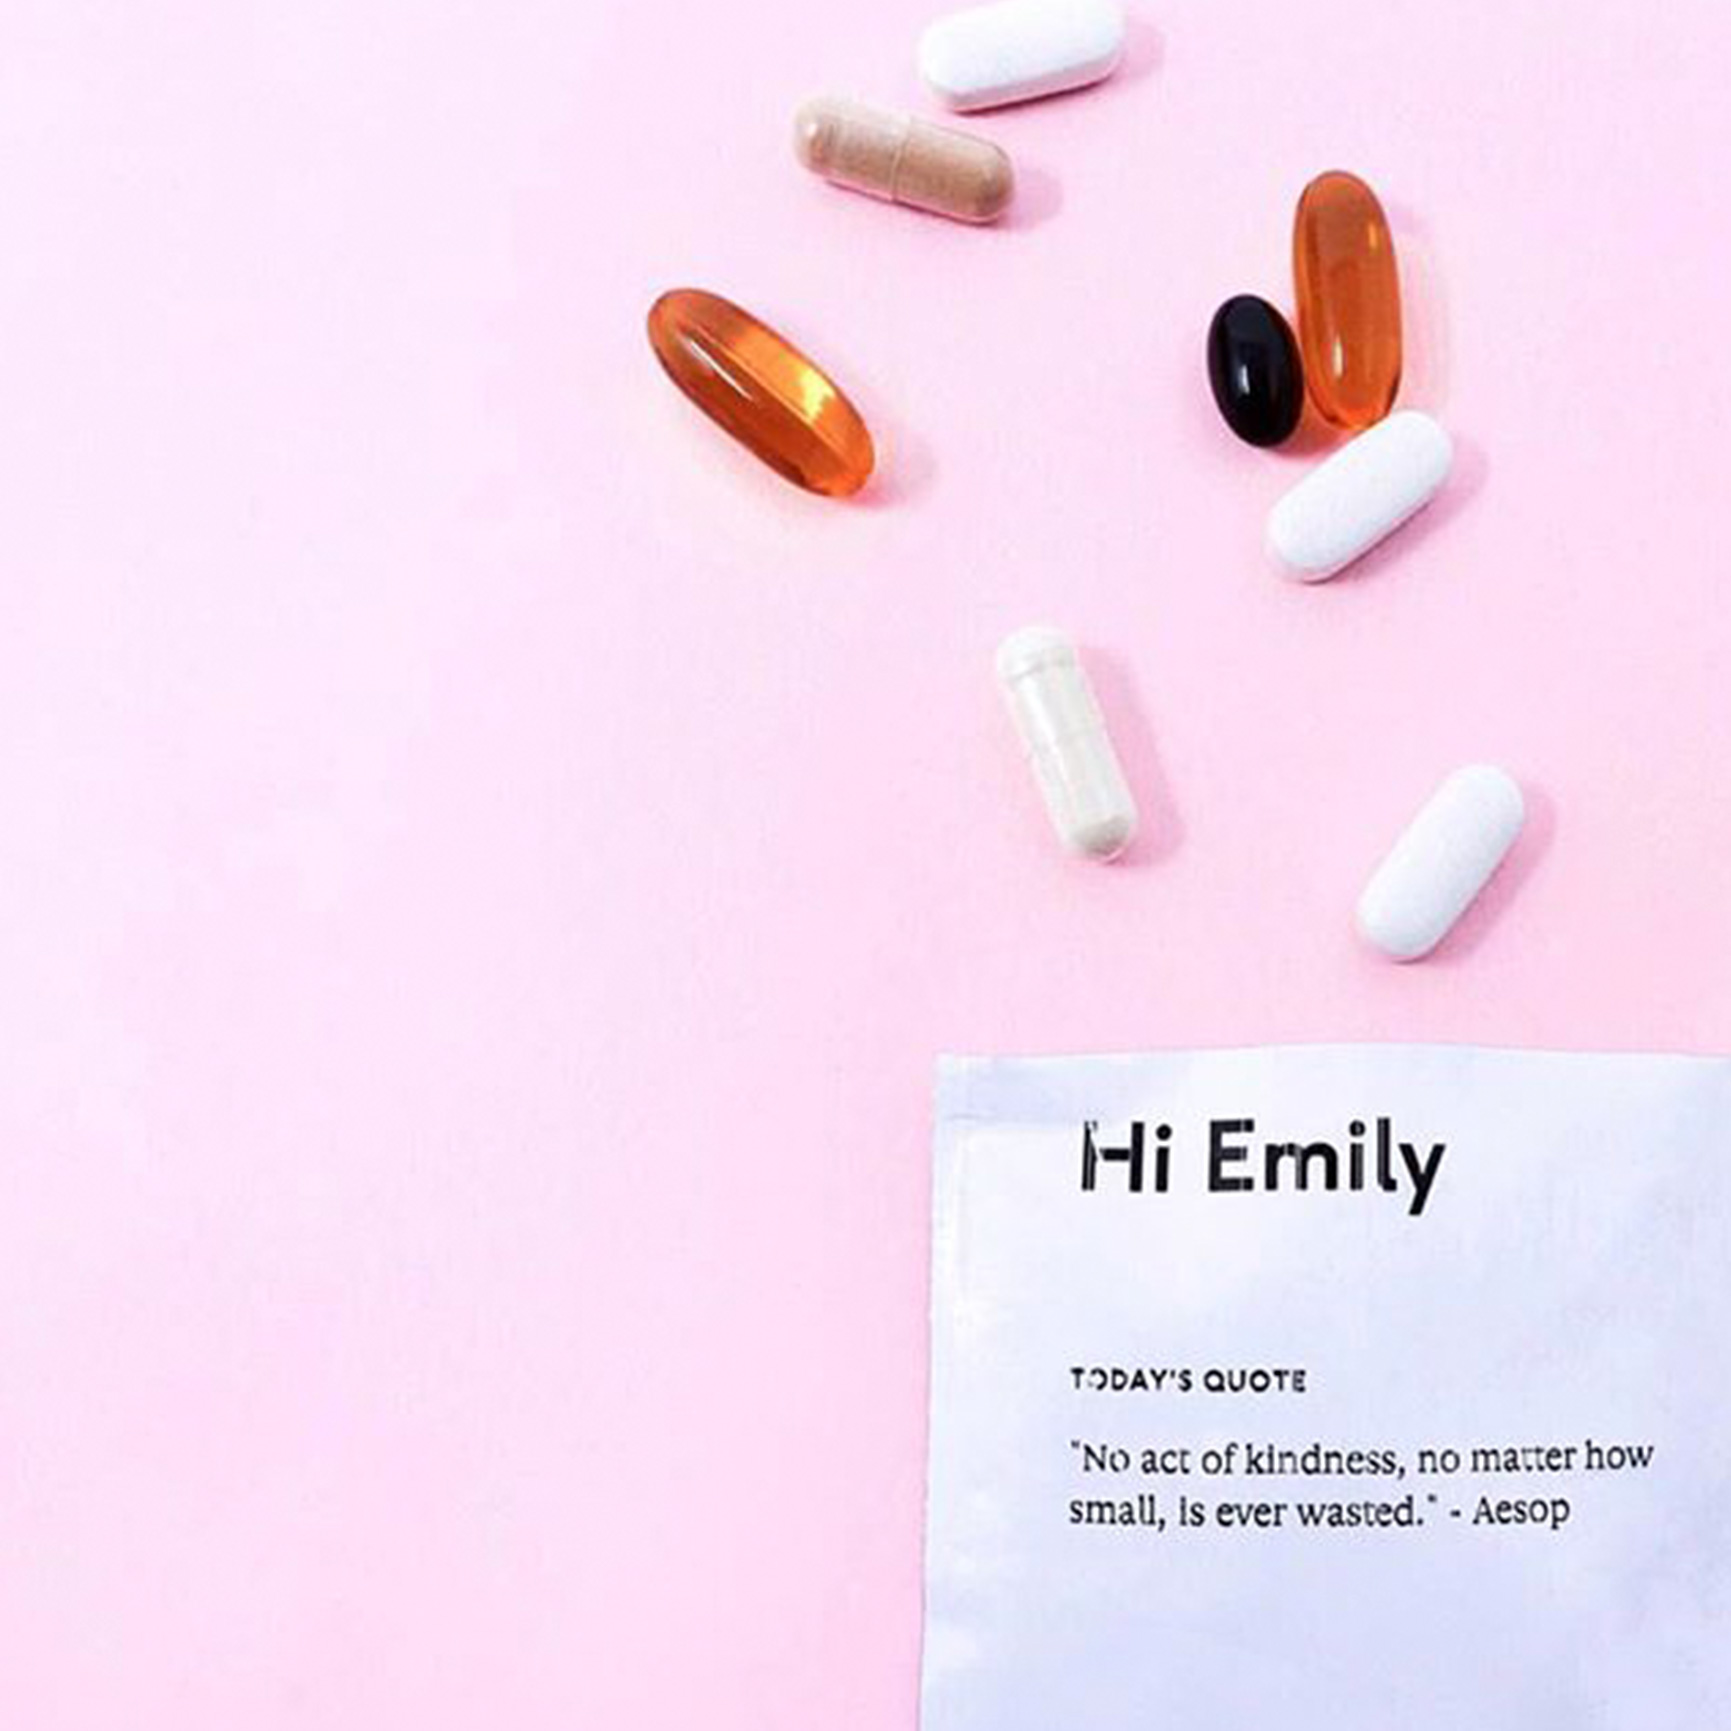 Hi Emily
TODAY'S QUOTE
"No act of kindness, no matter how
small, is ever wasted." - Aesop